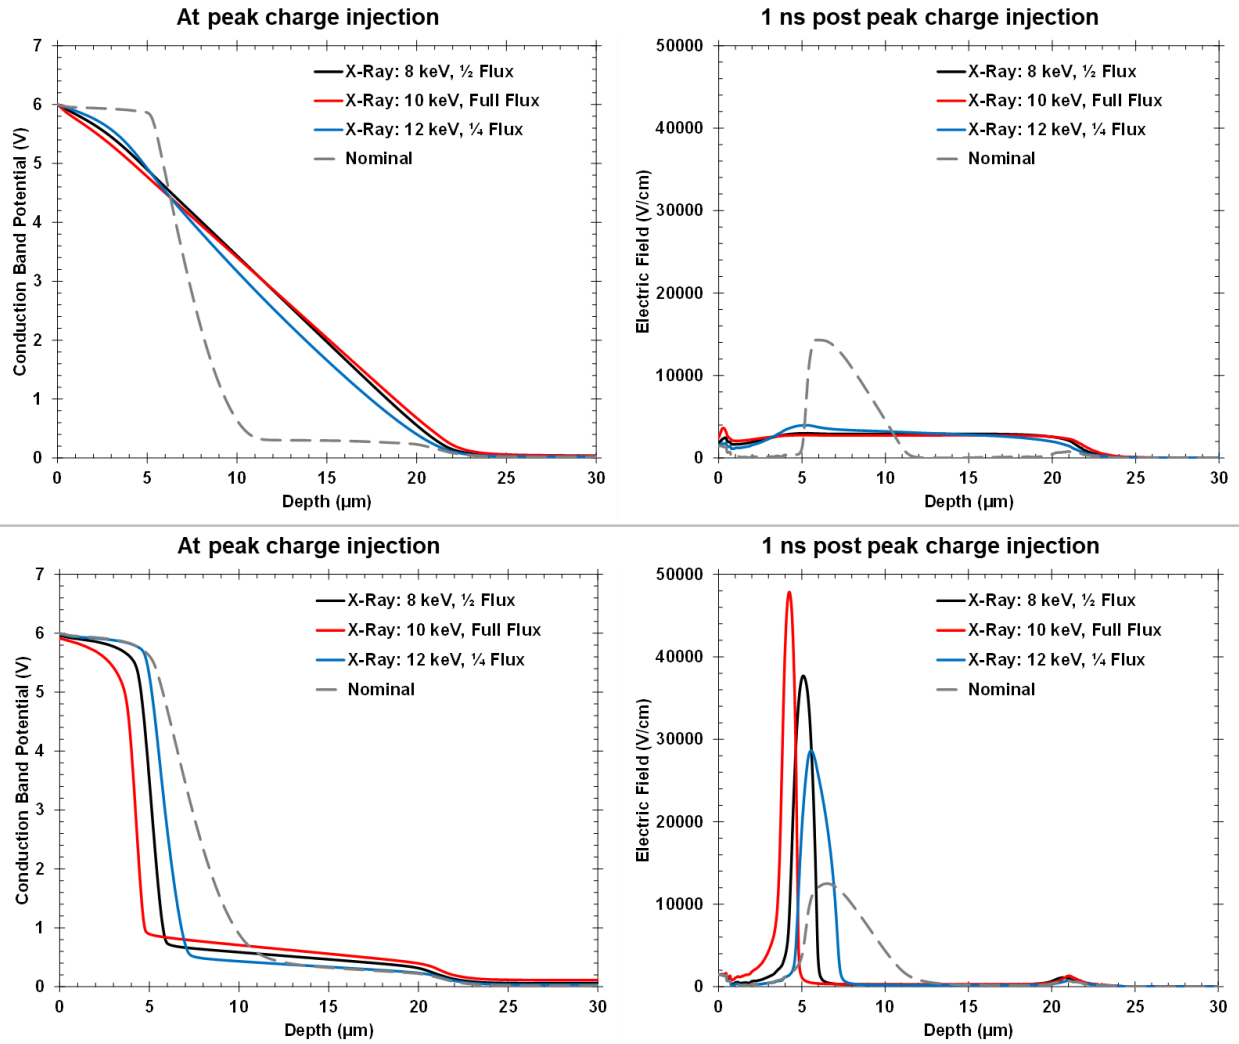 At peak charge injection
7
6
5
4
3
2
1
0
Conduction Band Potential (V)
X-Ray: 8 keV, ½ Flux
X-Ray: 10 keV, Full Flux
X-Ray: 12 keV, ¼ Flux
Nominal
0 5 10 15 20 25 30
Depth (µm)
1 ns post peak charge injection
50000
40000
30000
20000
10000
0
Electric Field (V/cm)
X-Ray: 8 keV, ½ Flux
X-Ray: 10 keV, Full Flux
X-Ray: 12 keV, ¼ Flux
Nominal
0 5 10 15 20 25 30
Depth (µm)
At peak charge injection
7
6
5
4
3
2
1
0
Conduction Band Potential (V)
X-Ray: 8 keV, ½ Flux
X-Ray: 10 keV, Full Flux
X-Ray: 12 keV, ¼ Flux
Nominal
0 5 10 15 20 25 30
Depth (µm)
1 ns post peak charge injection
50000
40000
30000
20000
10000
0
Electric Field (V/cm)
X-Ray: 8 keV, ½ Flux
X-Ray: 10 keV, Full Flux
X-Ray: 12 keV, ¼ Flux
Nominal
0 5 10 15 20 25 30
Depth (µm)